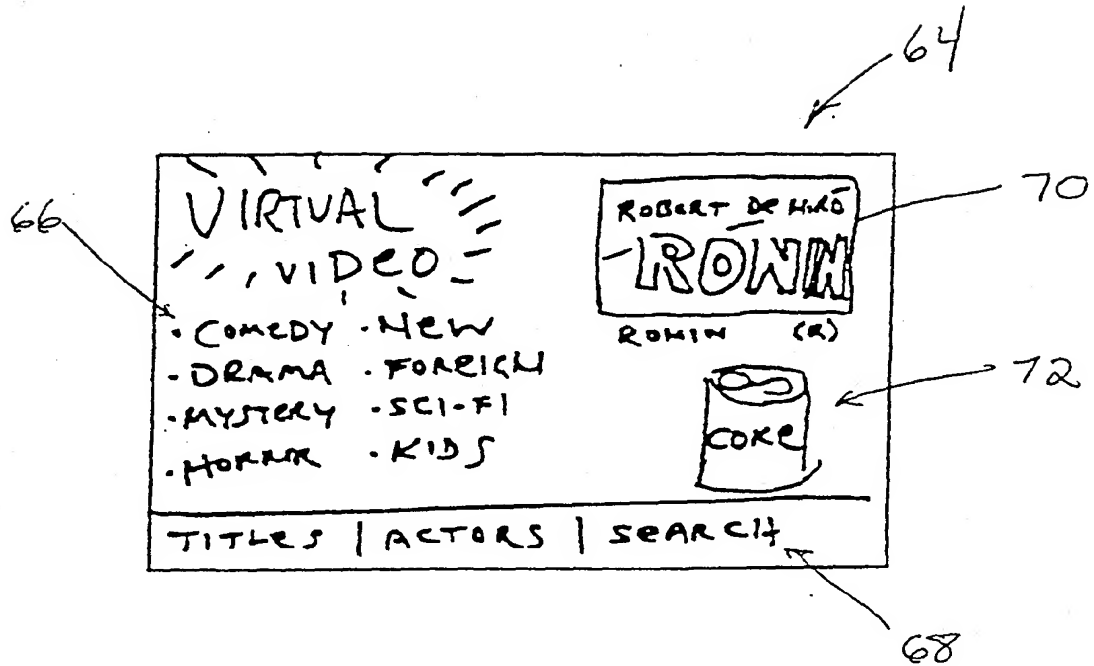 64
70
66
VIRTUAL
VIDEO
ROBERT DE NIRO
RONIN
RONIN (R)
• COMEDY • NEW
• DRAMA • FOREIGN
• MYSTERY • SCI-FI
• HORROR • KIDS
72
COKE
TITLES | ACTORS | SEARCH
68